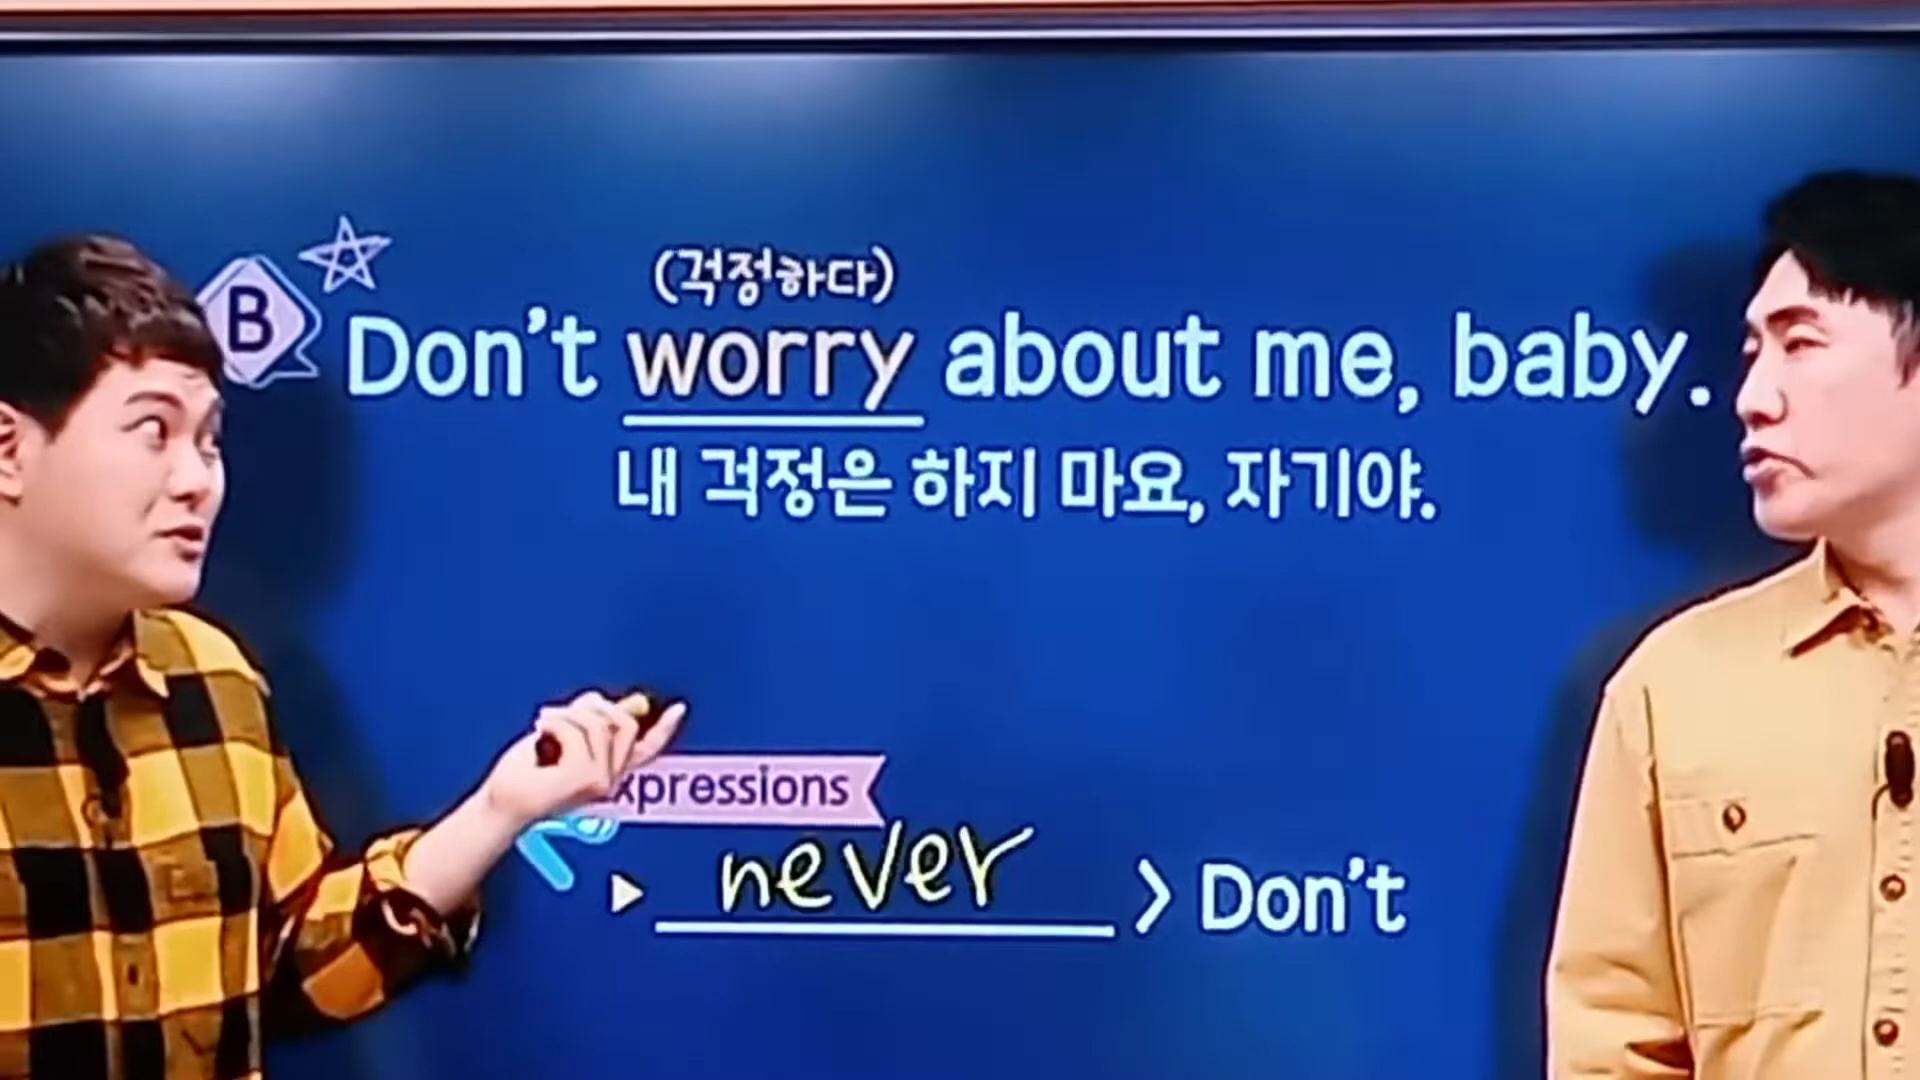 B
(걱정하다)
Don't worry about me, baby.
내 걱정은 하지 마요, 자기야.
xpressions
▶ never > Don't